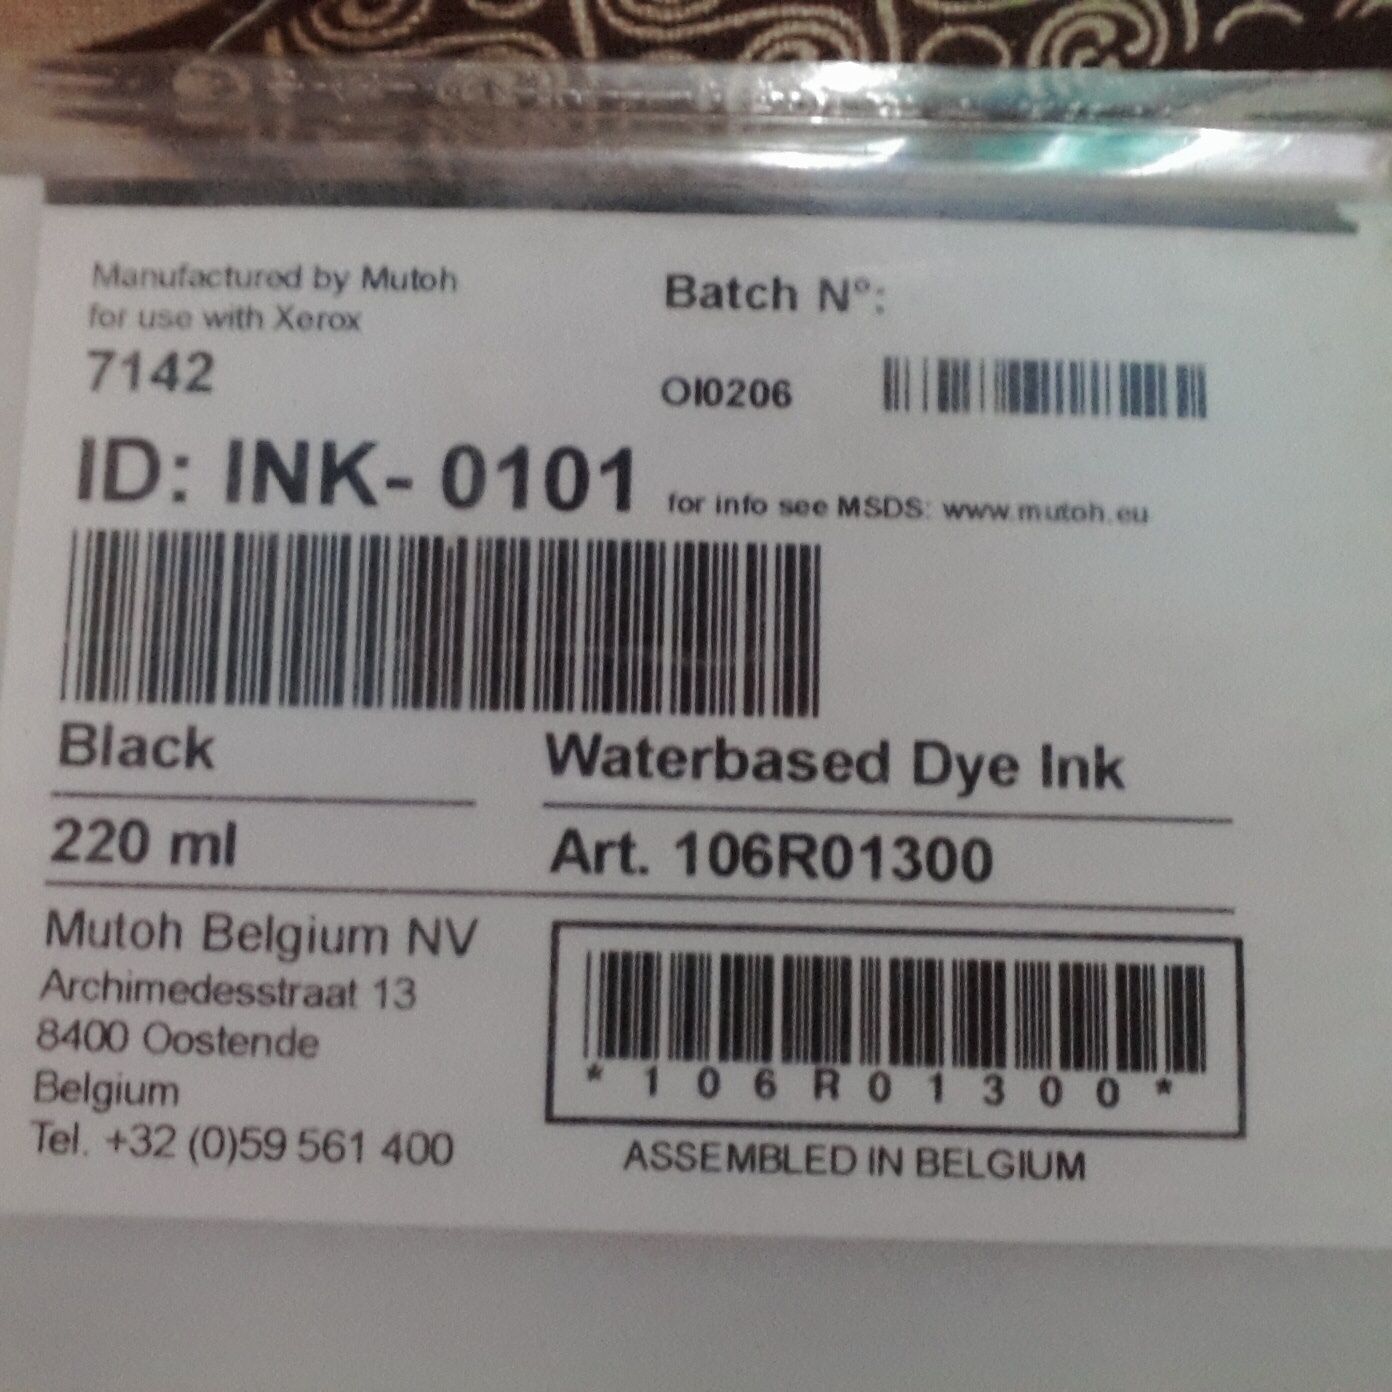 Manufactured by Mutoh
for use with Xerox
7142
Batch Nº:
OI0206
ID: INK- 0101
for info see MSDS: www.mutoh.eu
Black
Waterbased Dye Ink
220 ml
Art. 106R01300
Mutoh Belgium NV
Archimedesstraat 13
8400 Oostende
Belgium
Tel. +32 (0)59 561 400
*106R01300*
ASSEMBLED IN BELGIUM